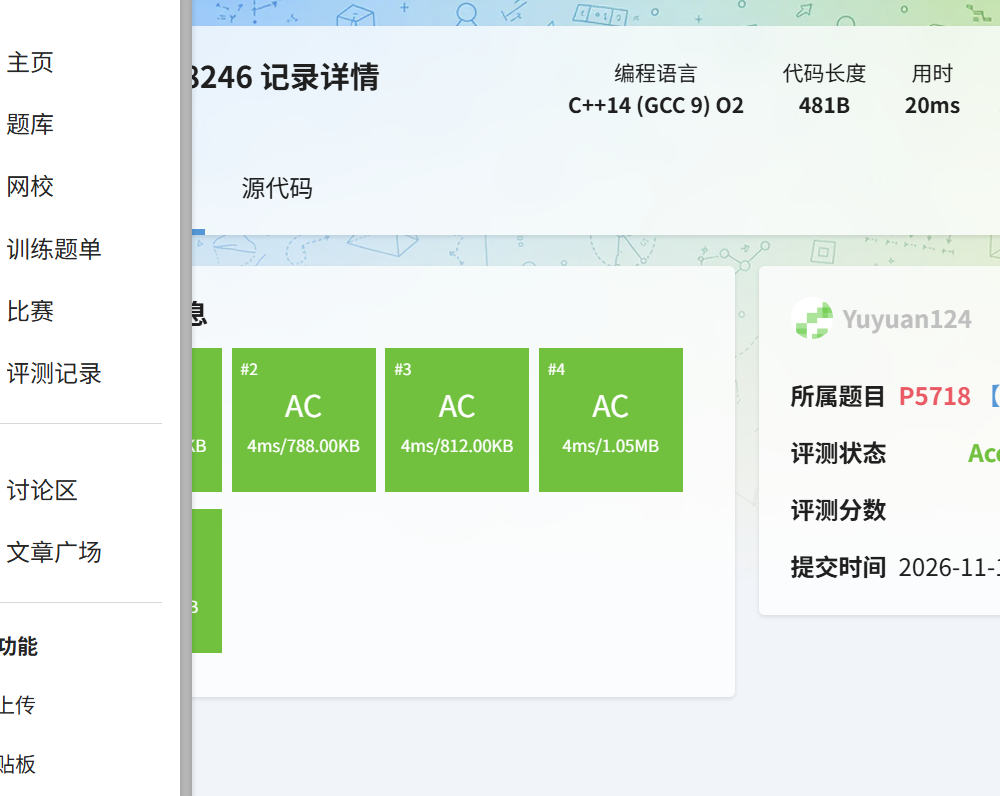 主页
题库
网校
训练题单
比赛
评测记录
讨论区
文章广场
功能
上传
贴板
8246 记录详情
编程语言
C++14 (GCC 9) O2
代码长度
481B
用时
20ms
源代码
息
KB
#2
AC
4ms/788.00KB
#3
AC
4ms/812.00KB
#4
AC
4ms/1.05MB
B
Yuyuan124
所属题目 P5718 【
评测状态 Acc
评测分数
提交时间 2026-11-1